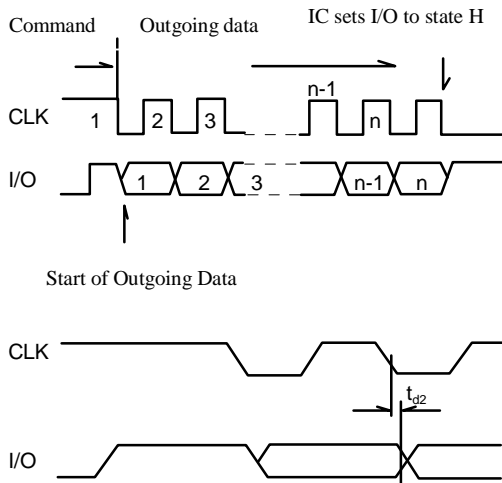 Command Outgoing data IC sets I/O to state H
CLK 1 2 3 n-1 n
I/O 1 2 3 n-1 n
Start of Outgoing Data
CLK
td2
I/O